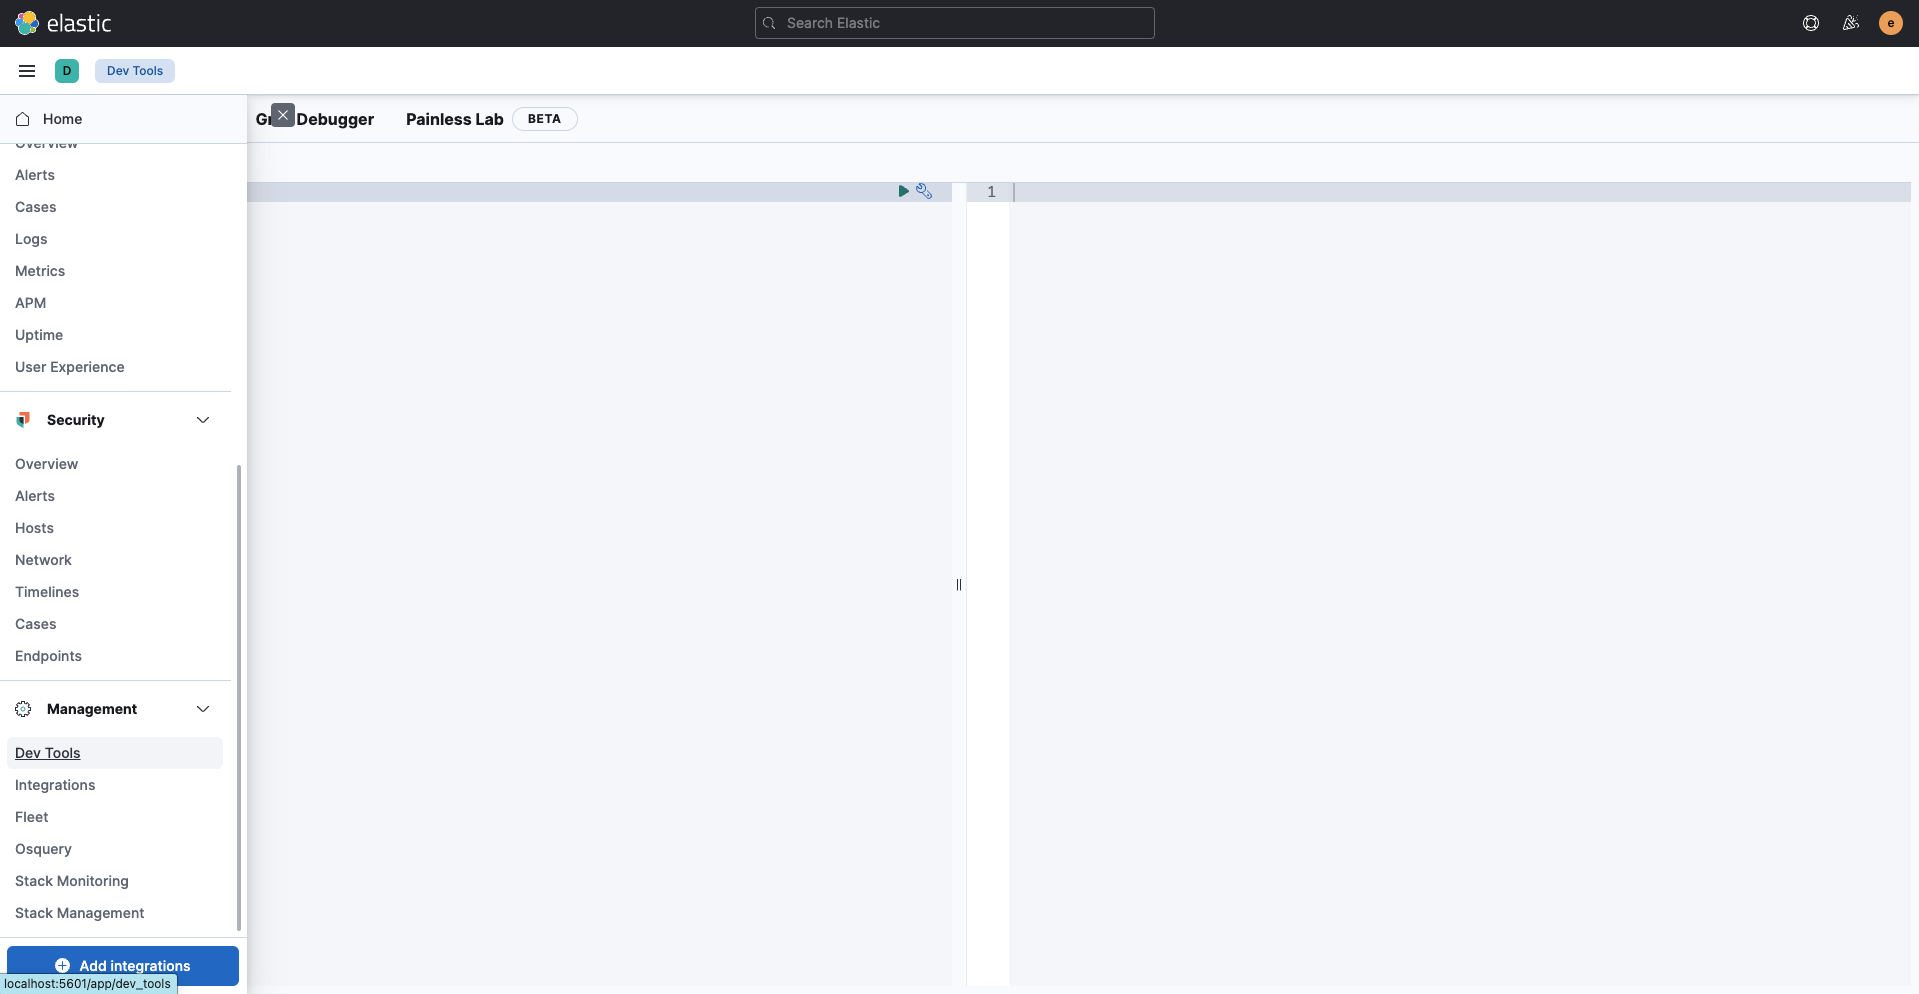 elastic
Search Elastic
e
D
Dev Tools
Home
Debugger
Painless Lab
BETA
Overview
Alerts
Cases
Logs
Metrics
APM
Uptime
User Experience
Security
Overview
Alerts
Hosts
Network
Timelines
Cases
Endpoints
Management
Dev Tools
Integrations
Fleet
Osquery
Stack Monitoring
Stack Management
Add integrations
localhost:5601/app/dev_tools
1